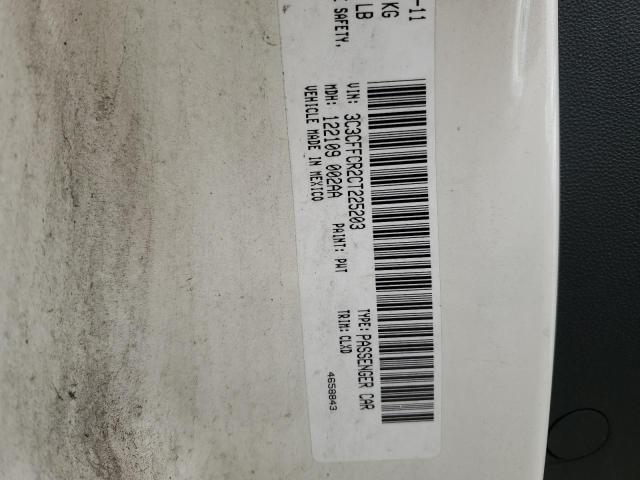 -11
KG
LB
SAFETY.
VIN: 3C3CFFCR2CT225203
TYPE: PASSENGER CAR
MDH: 122109 002AA
PAINT: PWT
TRIM: CLXD
VEHICLE MADE IN MEXICO
4658843